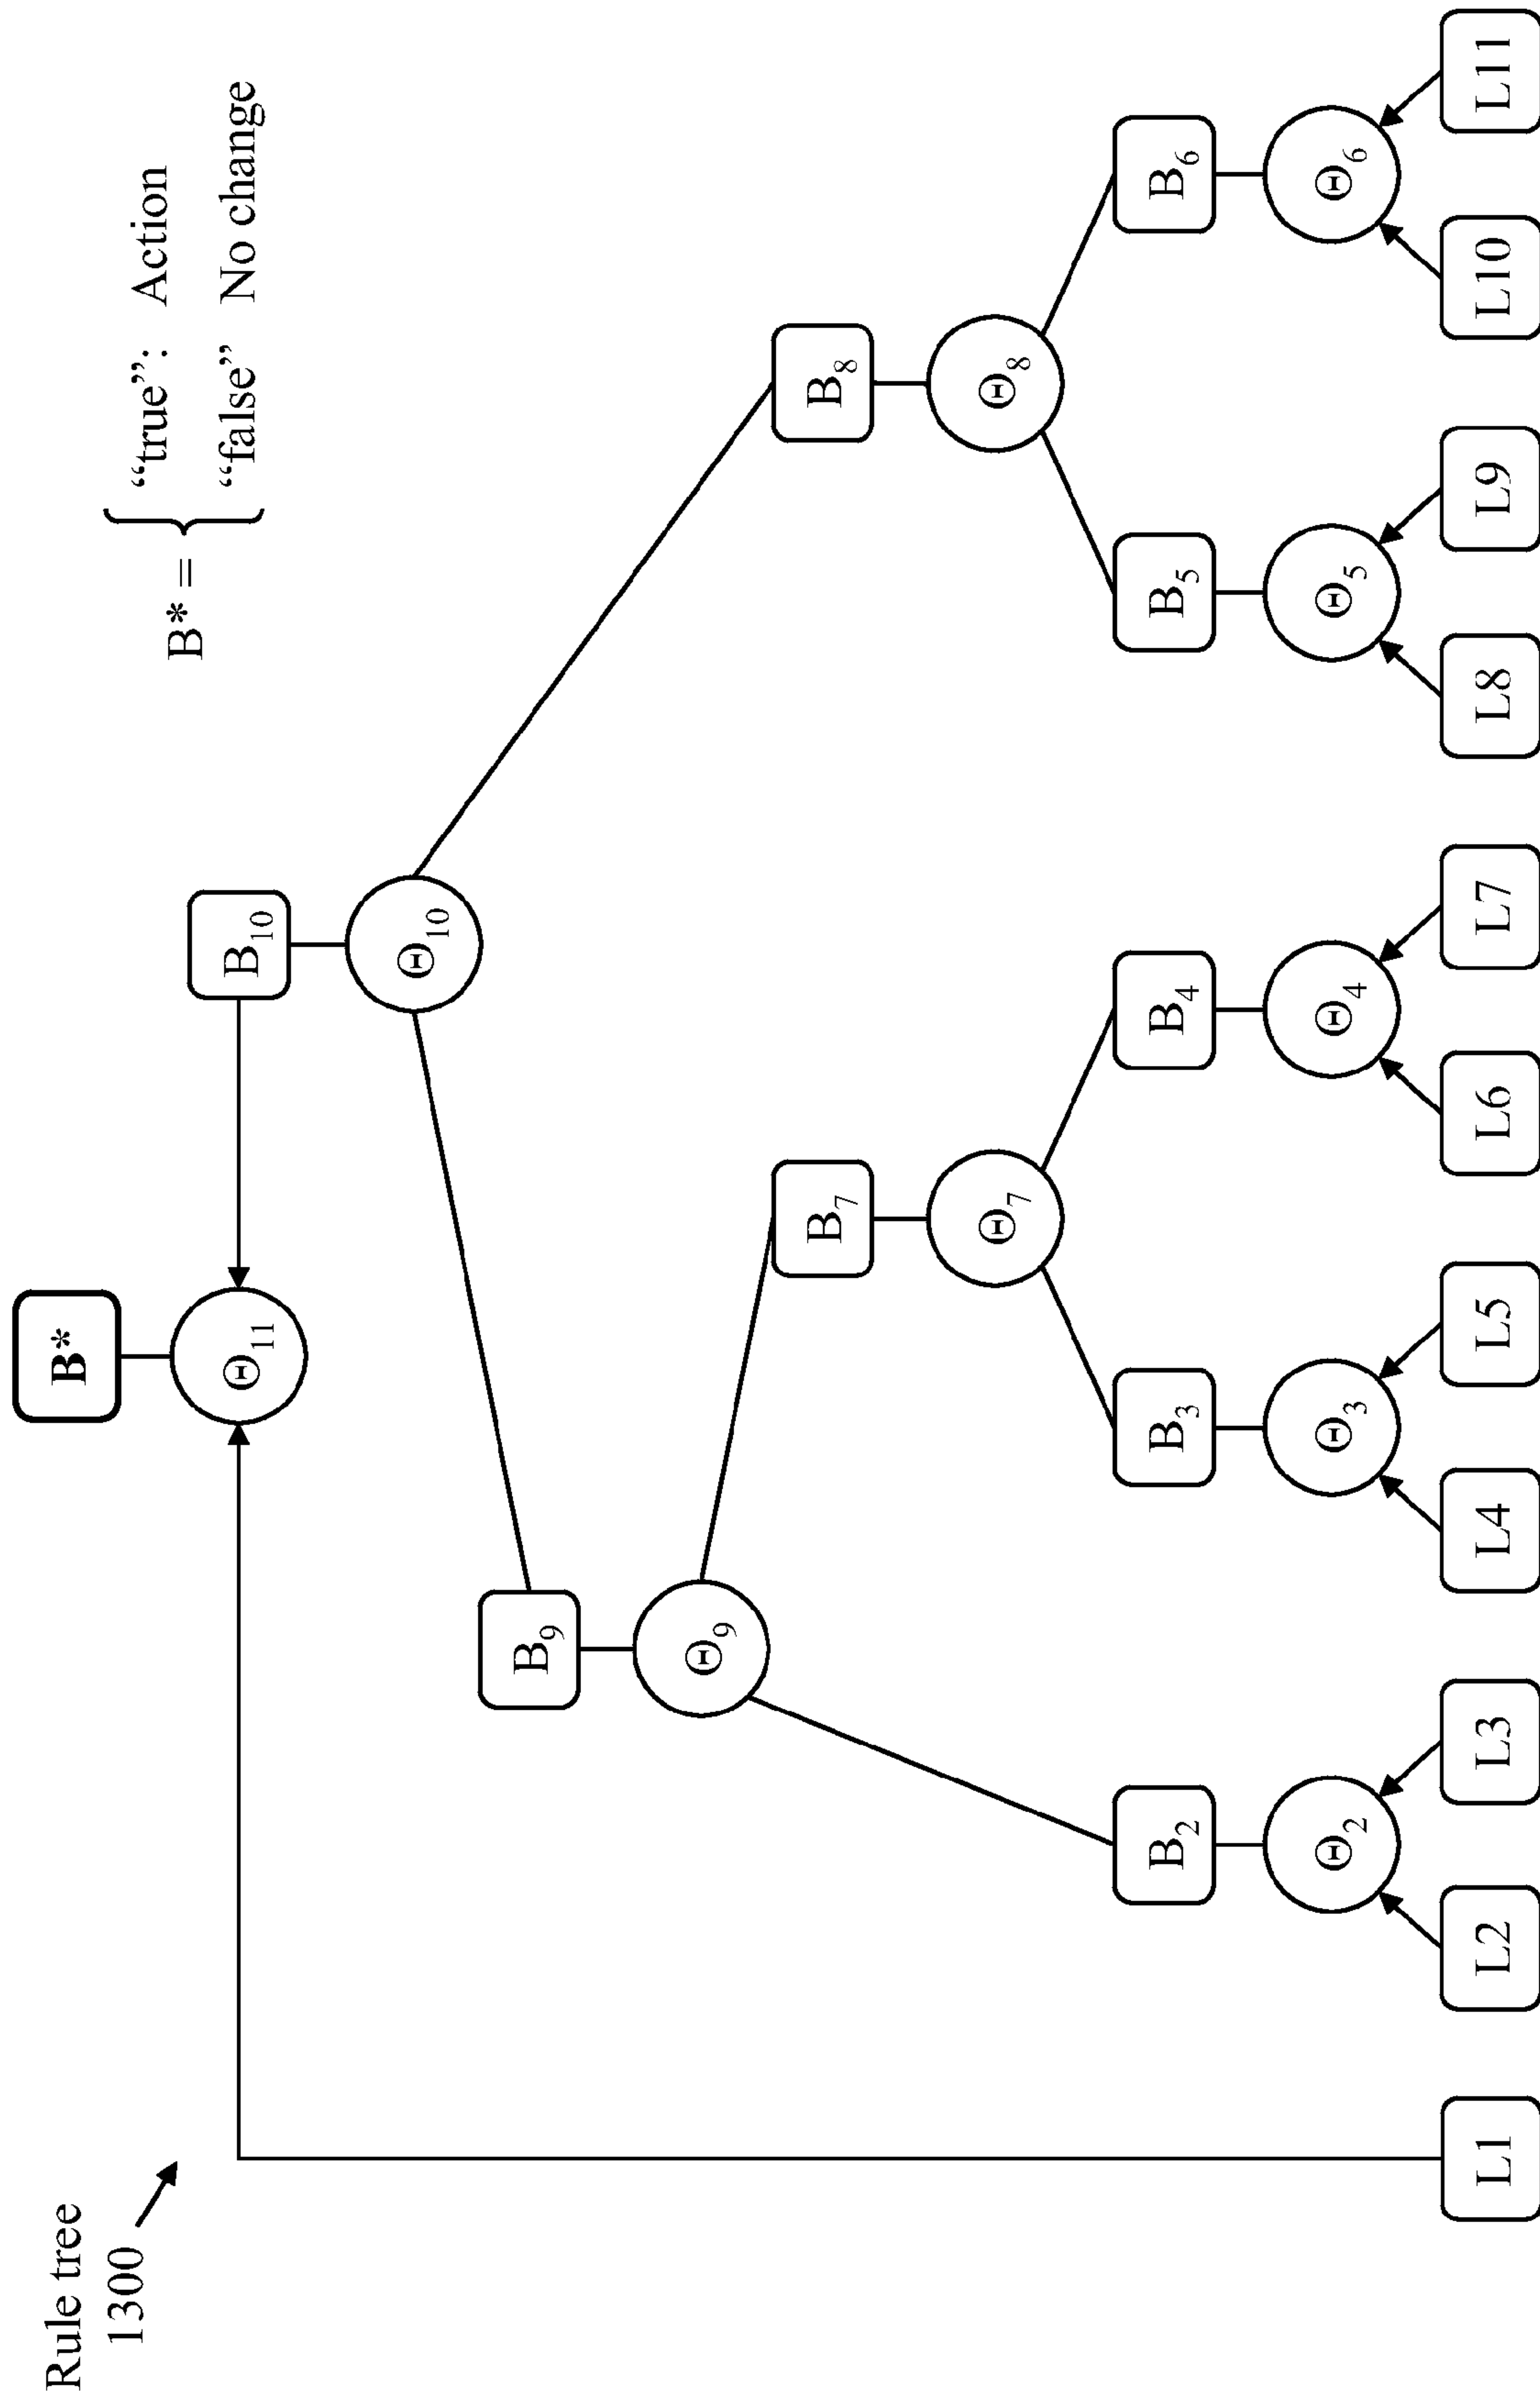 Rule tree
1300
B*
B* =
"true": Action
"false" No change
Θ11
B10
Θ10
B9
Θ9
B7
B8
Θ7
Θ8
B2
B3
B4
B5
B6
Θ2
Θ3
Θ4
Θ5
Θ6
L1
L2
L3
L4
L5
L6
L7
L8
L9
L10
L11